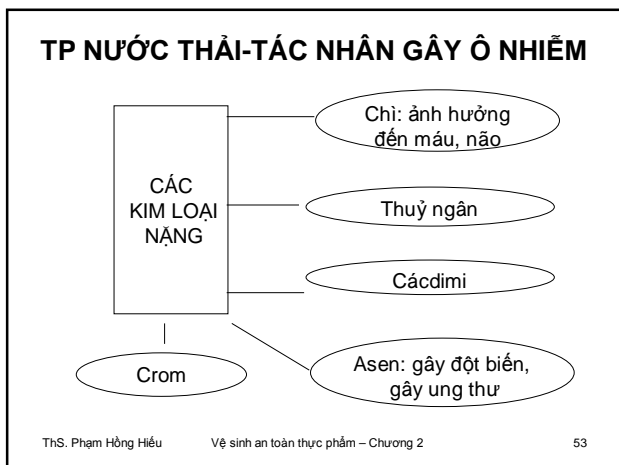 TP NƯỚC THẢI-TÁC NHÂN GÂY Ô NHIỄM
Chì: ảnh hưởng
đến máu, não
CÁC
KIM LOẠI
NẶNG
Thuỷ ngân
Cácdimi
Crom
Asen: gây đột biến,
gây ung thư
ThS. Phạm Hồng Hiếu Vệ sinh an toàn thực phẩm – Chương 2 53